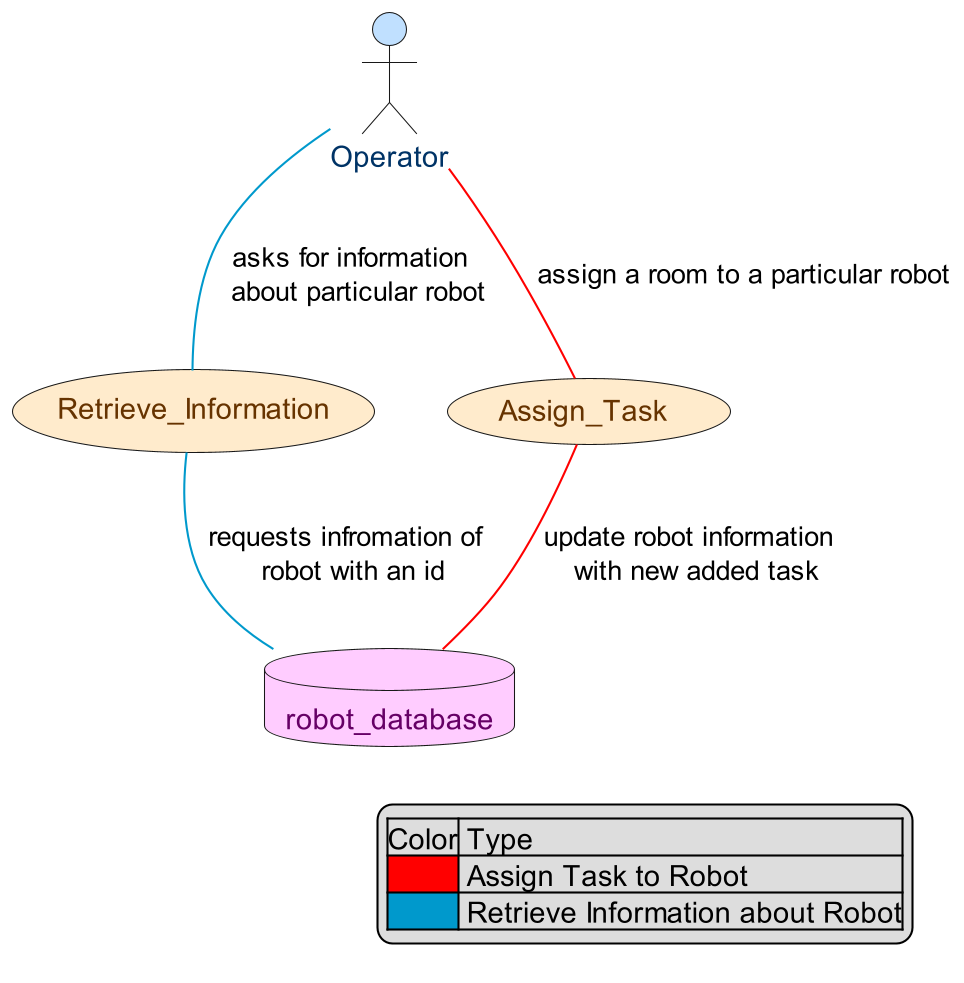 Operator
asks for information
about particular robot
assign a room to a particular robot
Retrieve_Information
Assign_Task
requests infromation of
robot with an id
update robot information
with new added task
robot_database
Color Type
Assign Task to Robot
Retrieve Information about Robot